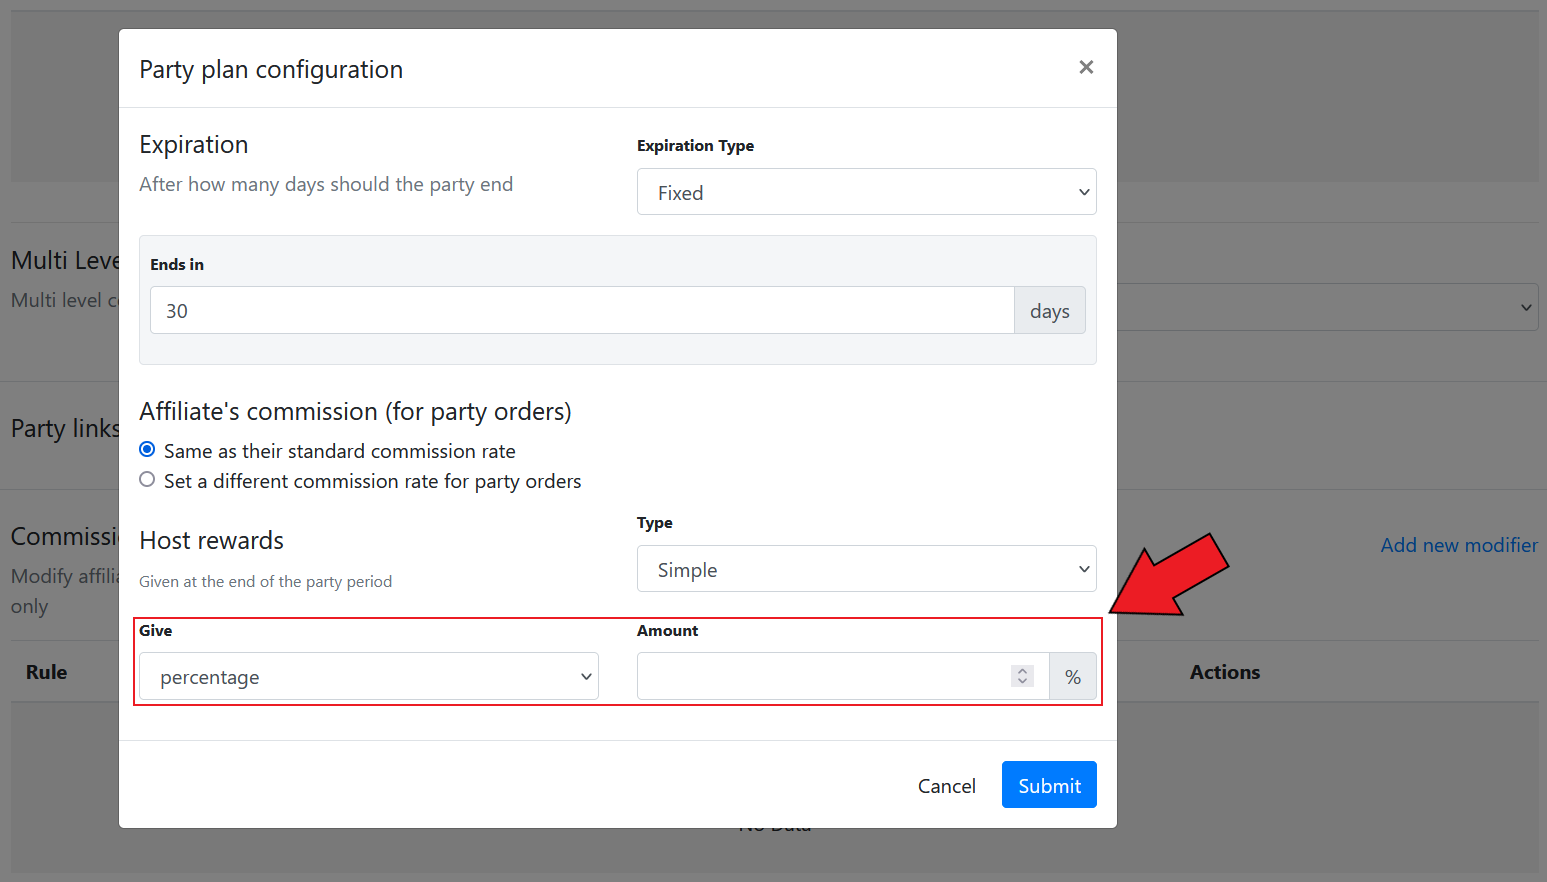 Party plan configuration
×
Expiration
After how many days should the party end
Expiration Type
Fixed
Ends in
30
days
Affiliate's commission (for party orders)
Same as their standard commission rate
Set a different commission rate for party orders
Host rewards
Given at the end of the party period
Type
Simple
Give
percentage
Amount
%
Cancel
Submit
Multi Leve
Multi level c
Party links
Commissi
Modify affilia
only
Add new modifier
Rule
Actions
No Data